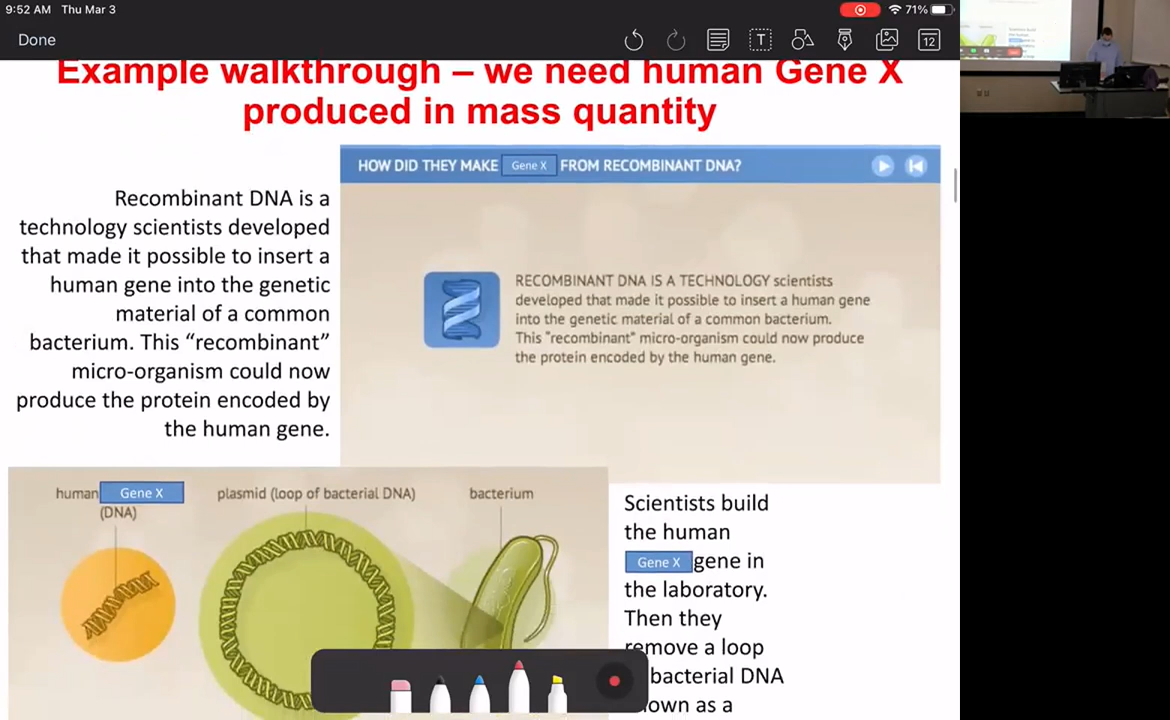 9:52 AM Thu Mar 3
71%
Done
T
12
Example walkthrough – we need human Gene X
produced in mass quantity
HOW DID THEY MAKE Gene X FROM RECOMBINANT DNA?
Recombinant DNA is a
technology scientists developed
that made it possible to insert a
human gene into the genetic
material of a common
bacterium. This “recombinant”
micro-organism could now
produce the protein encoded by
the human gene.
RECOMBINANT DNA IS A TECHNOLOGY scientists
developed that made it possible to insert a human gene
into the genetic material of a common bacterium.
This "recombinant" micro-organism could now produce
the protein encoded by the human gene.
human Gene X
(DNA)
plasmid (loop of bacterial DNA)
bacterium
Scientists build
the human
Gene X gene in
the laboratory.
Then they
remove a loop
bacterial DNA
own as a